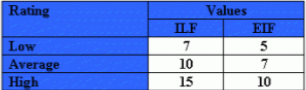 Rating Values
ILF EIF
Low 7 5
Average 10 7
High 15 10